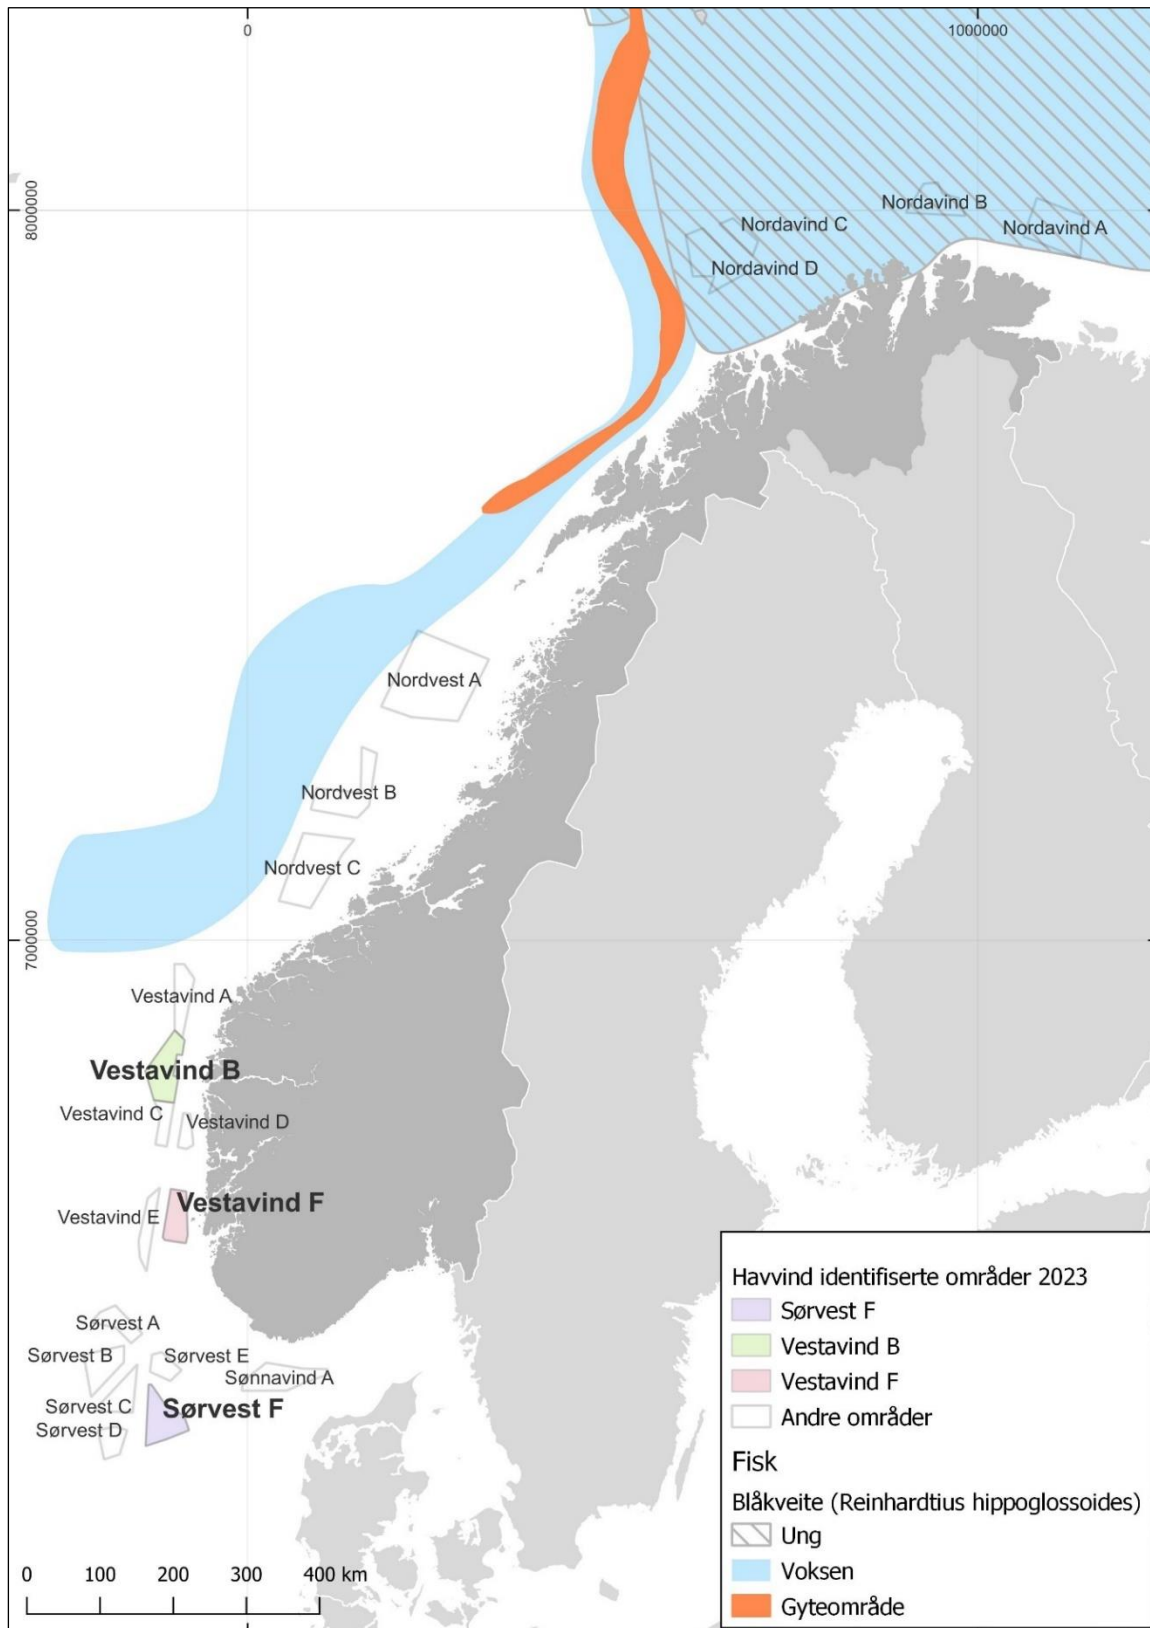 0
1000000
8000000
Nordavind B
Nordavind C
Nordavind A
Nordavind D
Nordvest A
Nordvest B
Nordvest C
7000000
Vestavind A
Vestavind B
Vestavind C
Vestavind D
Vestavind F
Vestavind E
Sørvest A
Sørvest B
Sørvest E
Sønnavind A
Sørvest C
Sørvest F
Sørvest D
Havvind identifiserte områder 2023
Sørvest F
Vestavind B
Vestavind F
Andre områder
Fisk
Blåkveite (Reinhardtius hippoglossoides)
Ung
Voksen
Gyteområde
0 100 200 300 400 km